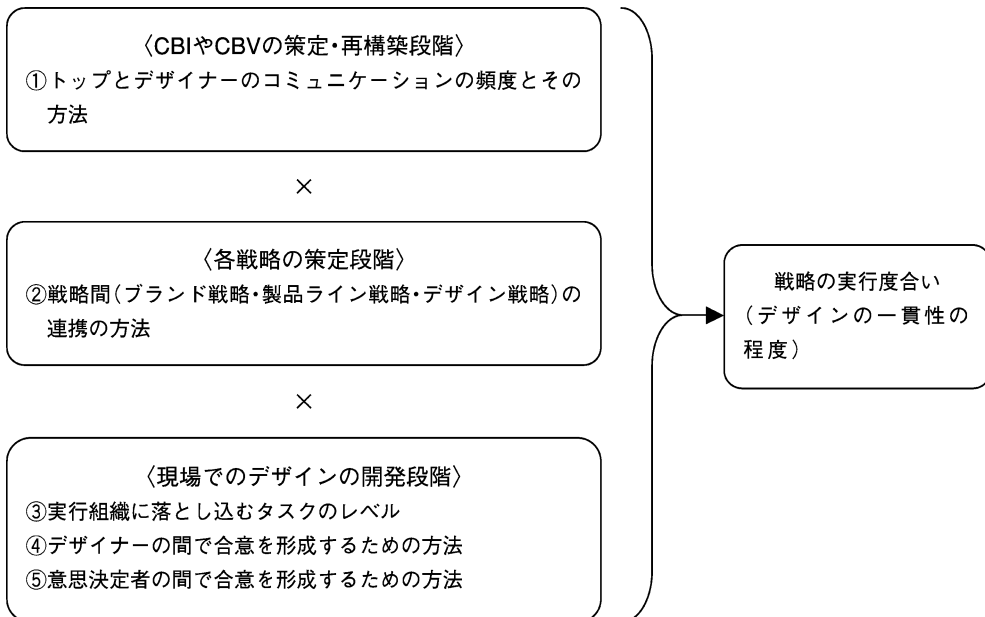 〈CBIやCBVの策定・再構築段階〉
①トップとデザイナーのコミュニケーションの頻度とその
方法
×
〈各戦略の策定段階〉
②戦略間(ブランド戦略・製品ライン戦略・デザイン戦略)の
連携の方法
×
〈現場でのデザインの開発段階〉
③実行組織に落とし込むタスクのレベル
④デザイナーの間で合意を形成するための方法
⑤意思決定者の間で合意を形成するための方法
戦略の実行度合い
(デザインの一貫性の
程度)